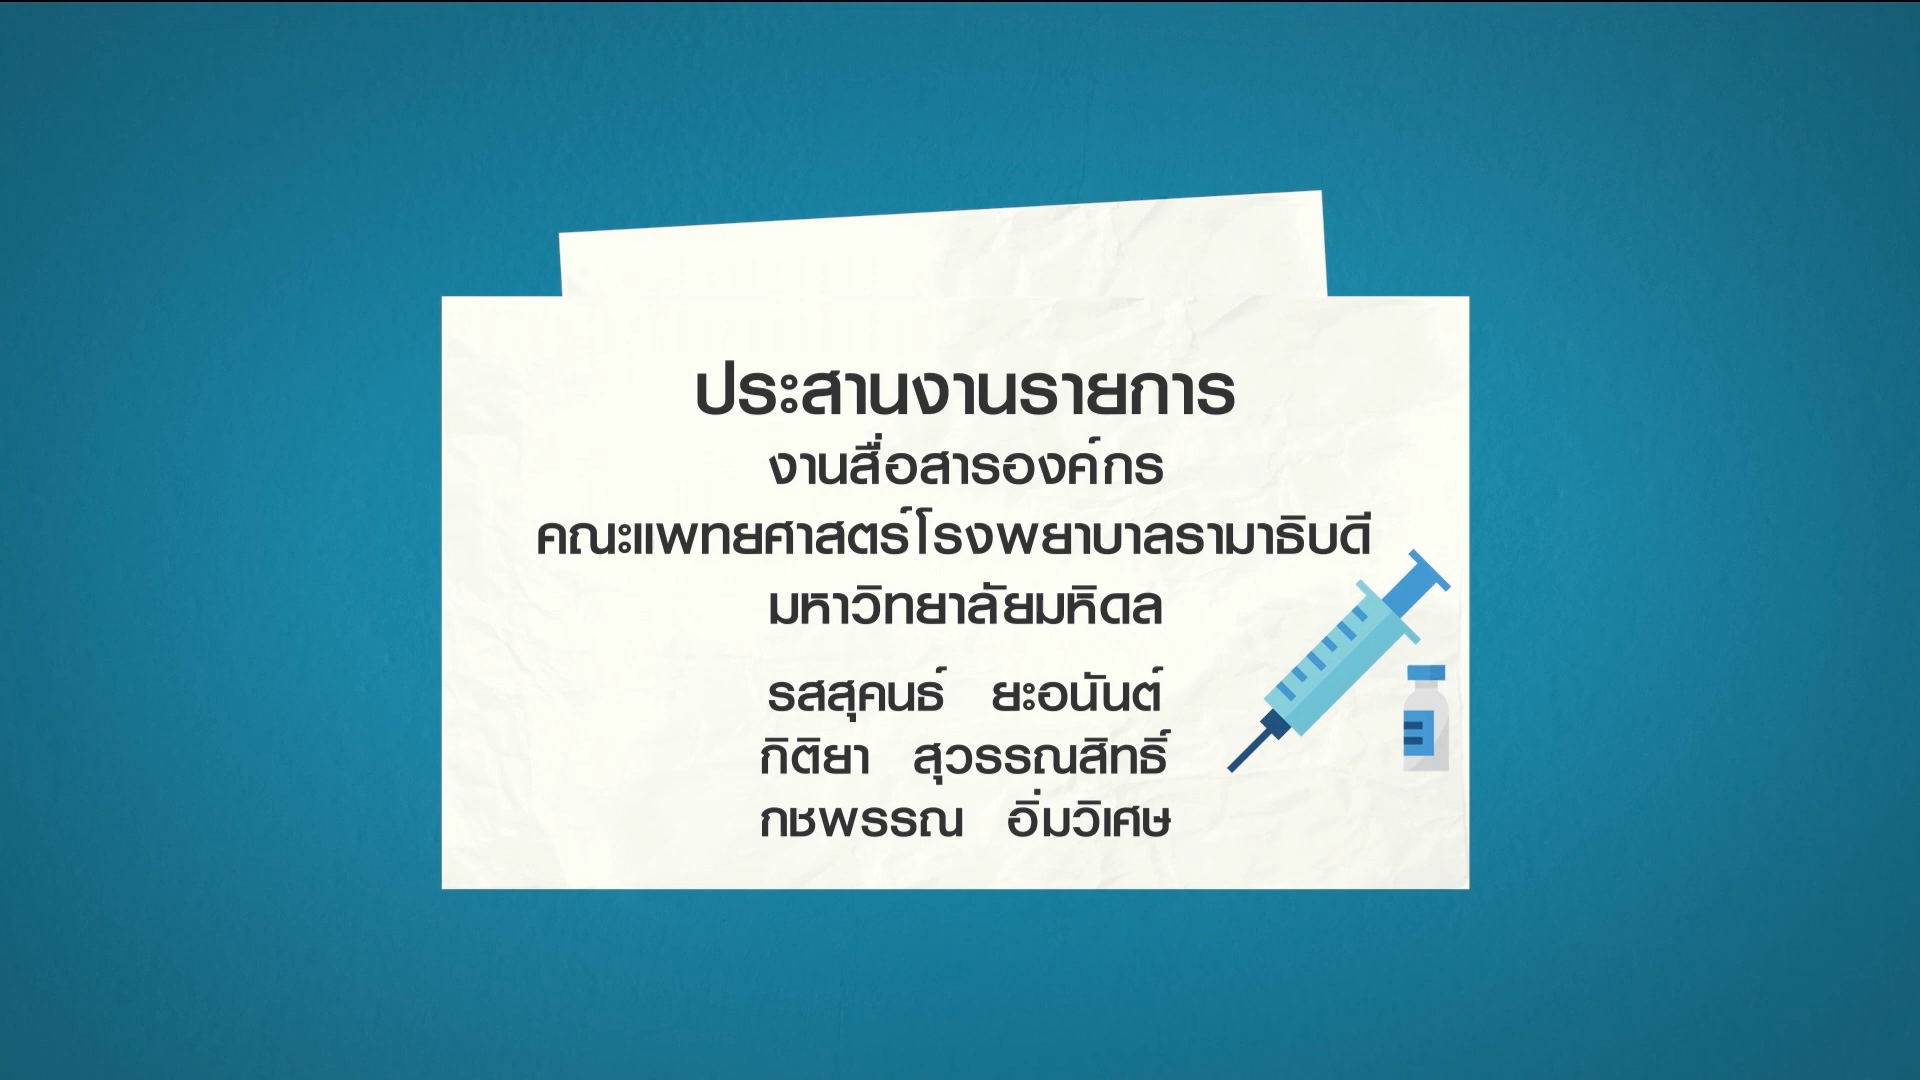 ประสานงานรายการ
งานสื่อสารองค์กร
คณะแพทยศาสตร์โรงพยาบาลรามาธิบดี
มหาวิทยาลัยมหิดล
รสสุคนธ์ ยะอนันต์
กิติยา สุวรรณสิทธิ์
กชพรรณ อิ่มวิเศษ